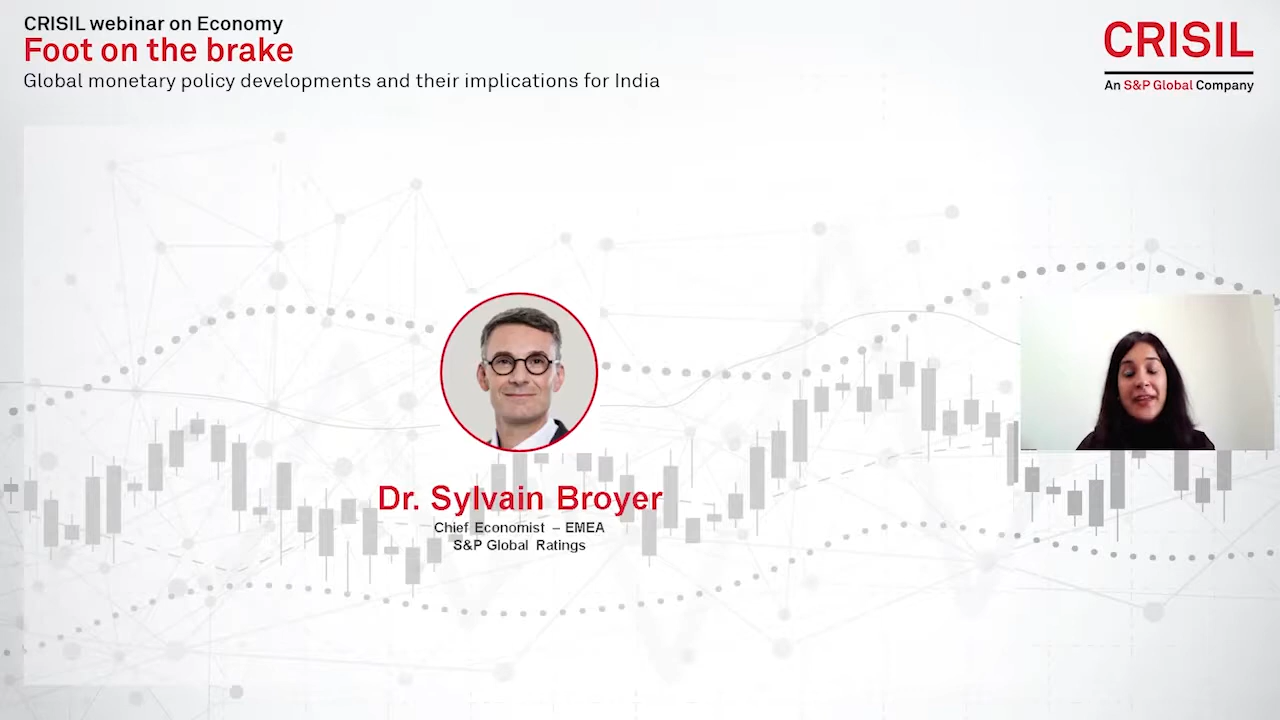 CRISIL webinar on Economy
Foot on the brake
Global monetary policy developments and their implications for India
CRISIL
An S&P Global Company
Dr. Sylvain Broyer
Chief Economist – EMEA
S&P Global Ratings